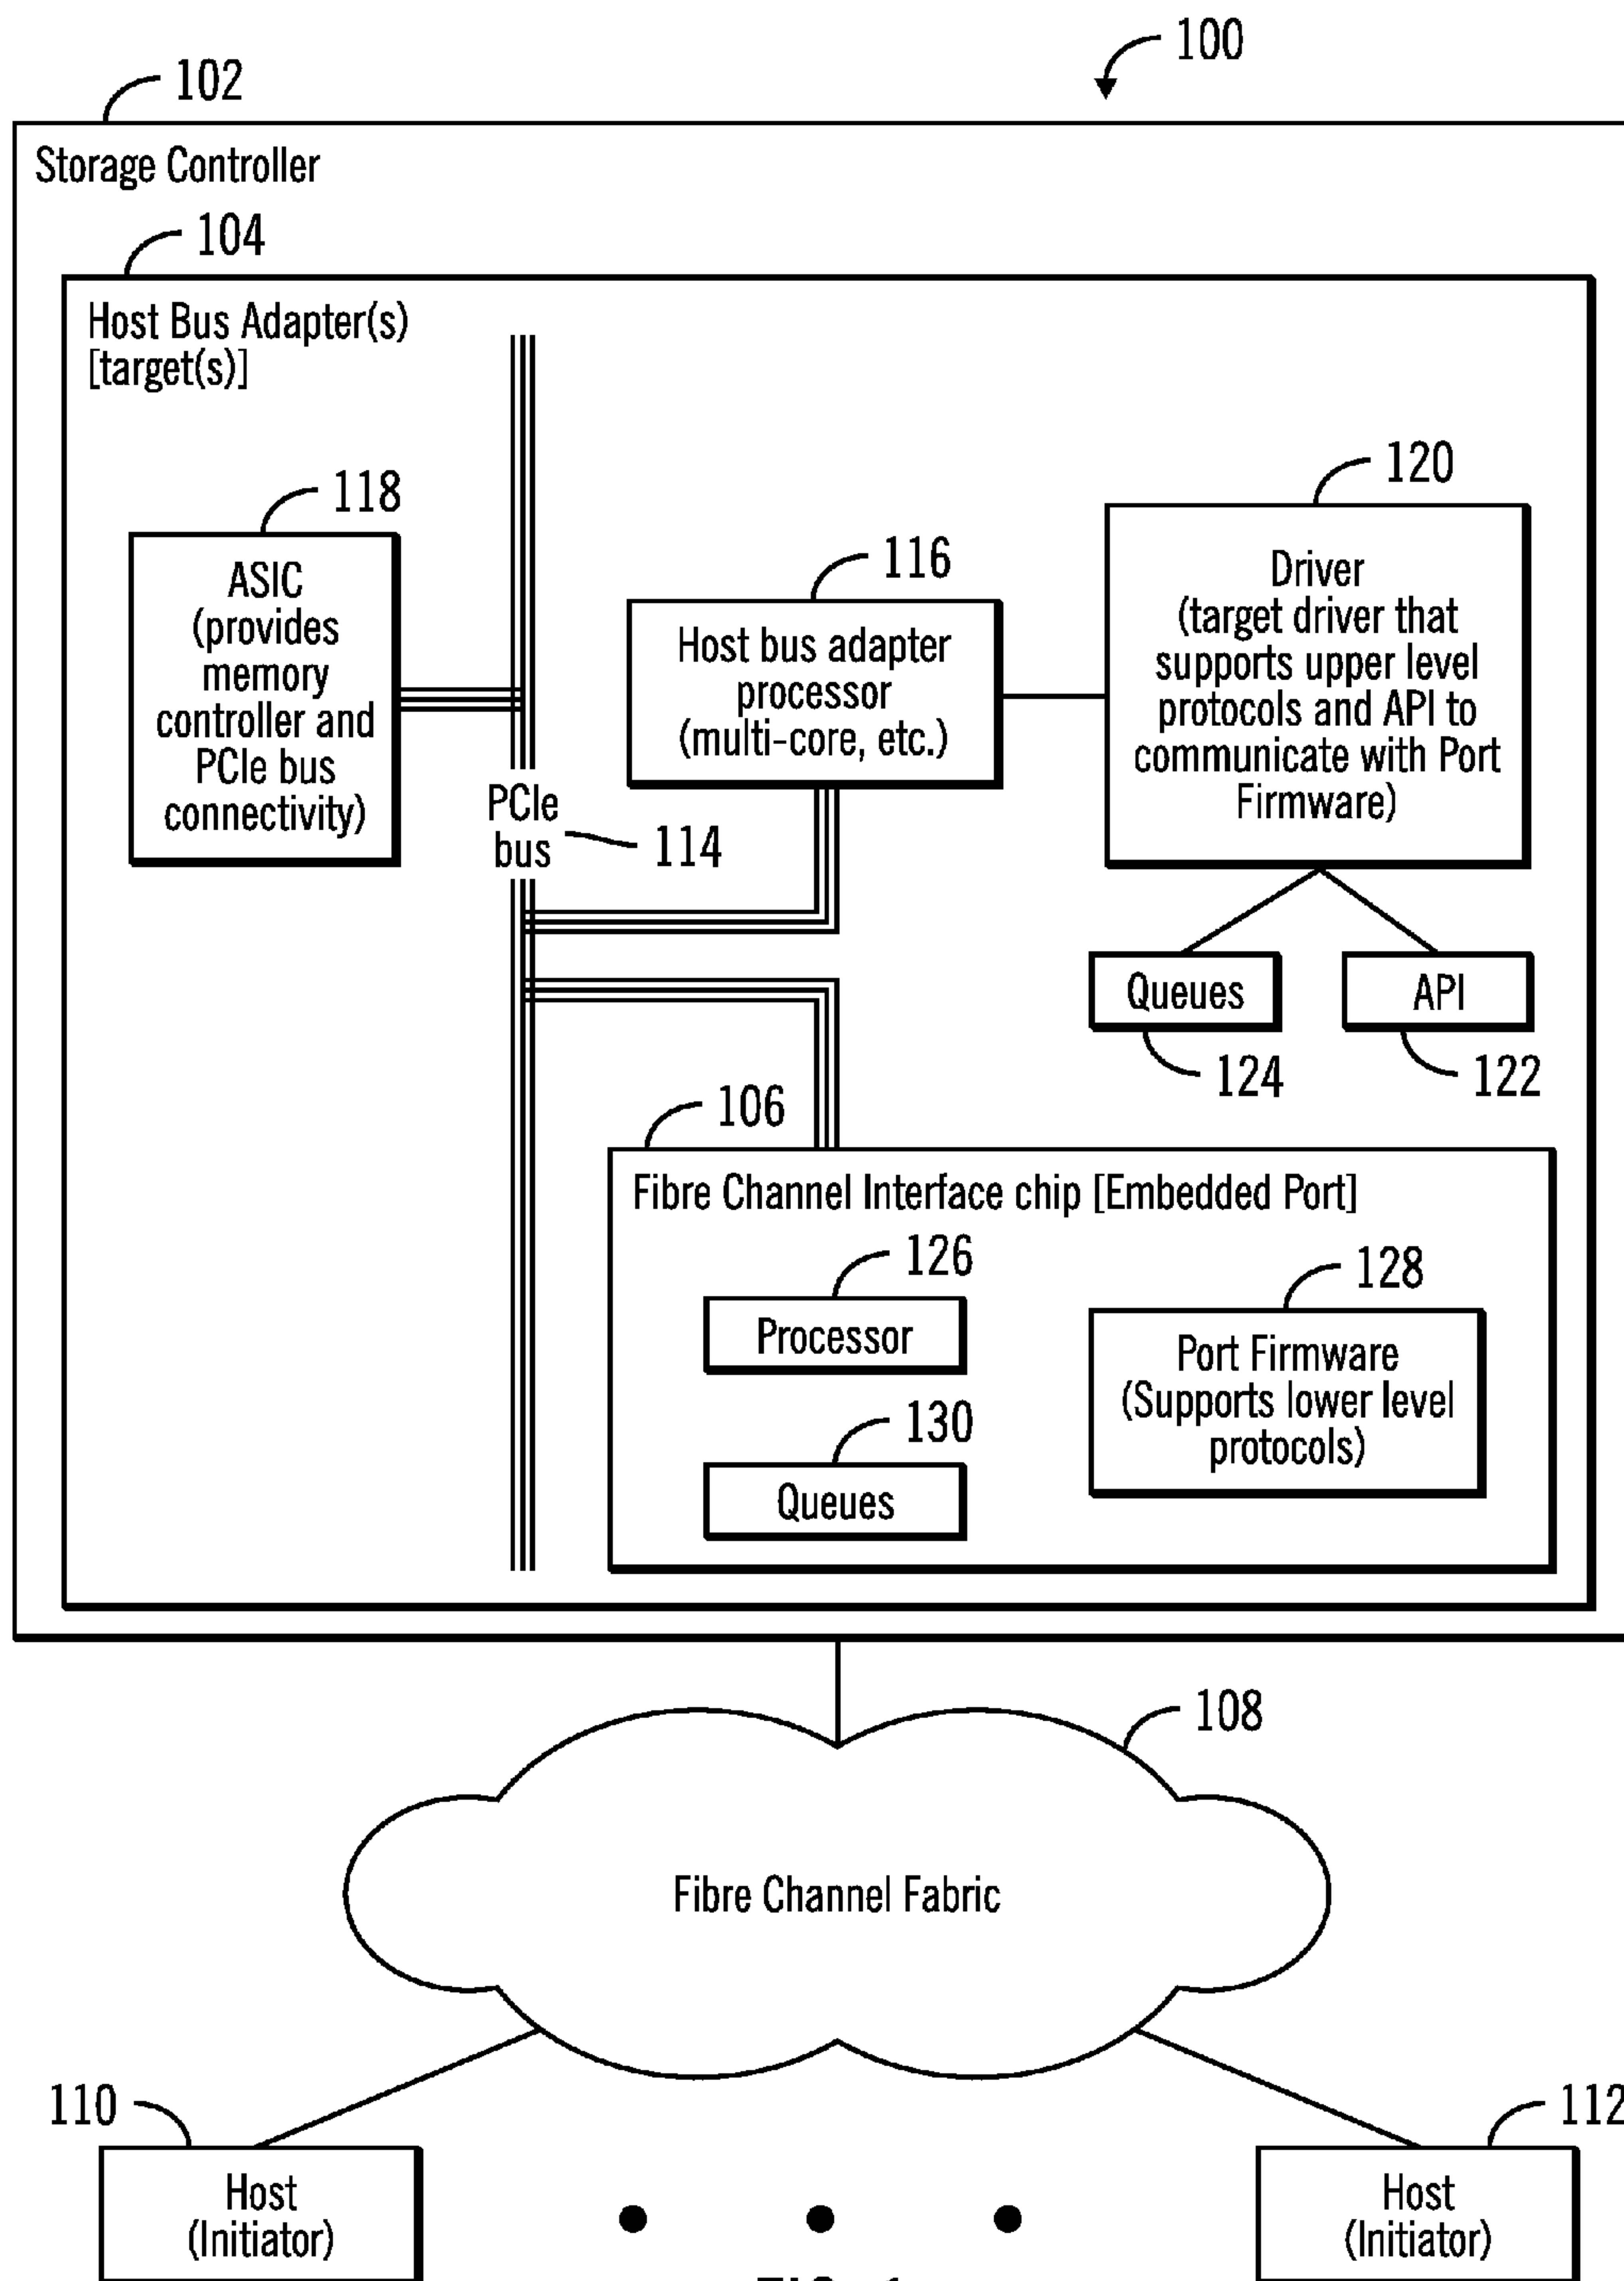 100
102
Storage Controller
104
Host Bus Adapter(s)
[target(s)]
118
ASIC
(provides
memory
controller and
PCIe bus
connectivity)
PCIe
bus
114
116
Host bus adapter
processor
(multi-core, etc.)
120
Driver
(target driver that
supports upper level
protocols and API to
communicate with Port
Firmware)
Queues
124
API
122
106
Fibre Channel Interface chip [Embedded Port]
126
Processor
130
Queues
128
Port Firmware
(Supports lower level
protocols)
108
Fibre Channel Fabric
110
Host
(Initiator)
112
Host
(Initiator)